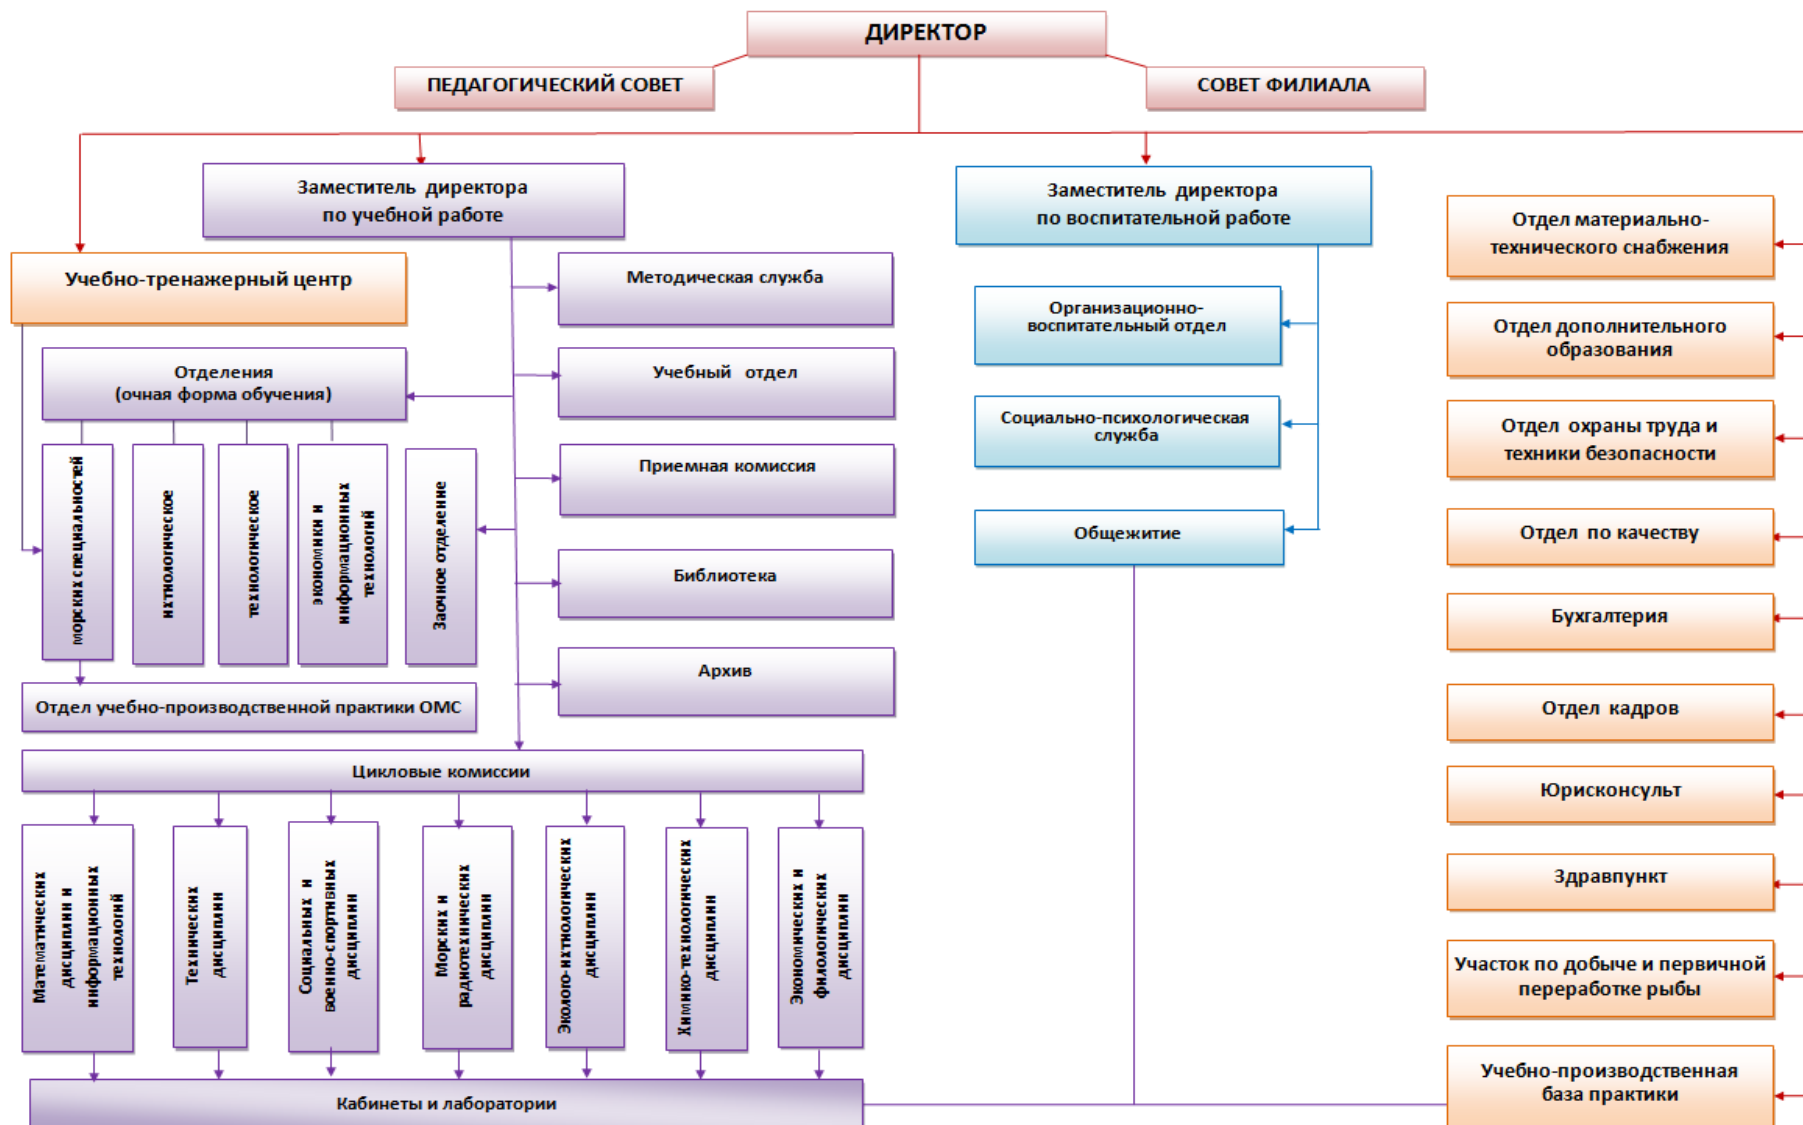 ДИРЕКТОР
ПЕДАГОГИЧЕСКИЙ СОВЕТ
СОВЕТ ФИЛИАЛА
Заместитель директора
по учебной работе
Заместитель директора
по воспитательной работе
Учебно-тренажерный центр
Отделения
(очная форма обучения)
морских специальностей
ихтиологическое
технологическое
экономики и
информационных
технологий
Заочное отделение
Отдел учебно-производственной практики ОМС
Методическая служба
Учебный отдел
Приемная комиссия
Библиотека
Архив
Цикловые комиссии
Математических
дисциплин и
информационных
технологий
Технических
дисциплин
Социальных и
военно-спортивных
дисциплин
Морских и
радиотехнических
дисциплин
Эколого-ихтиологических
дисциплин
Химико-технологических
дисциплин
Экономических и
филологических
дисциплин
Кабинеты и лаборатории
Организационно-
воспитательный отдел
Социально-психологическая
служба
Общежитие
Отдел материально-
технического снабжения
Отдел дополнительного
образования
Отдел охраны труда и
техники безопасности
Отдел по качеству
Бухгалтерия
Отдел кадров
Юрисконсульт
Здравпункт
Участок по добыче и первичной
переработке рыбы
Учебно-производственная
база практики